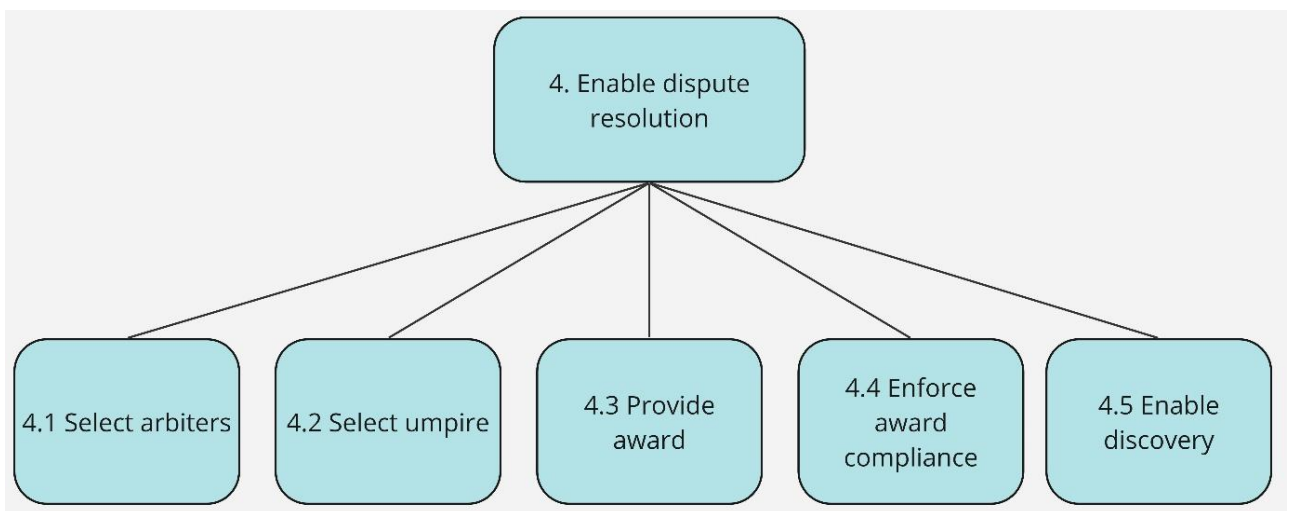 4. Enable dispute
resolution
4.1 Select arbiters
4.2 Select umpire
4.3 Provide
award
4.4 Enforce
award
compliance
4.5 Enable
discovery